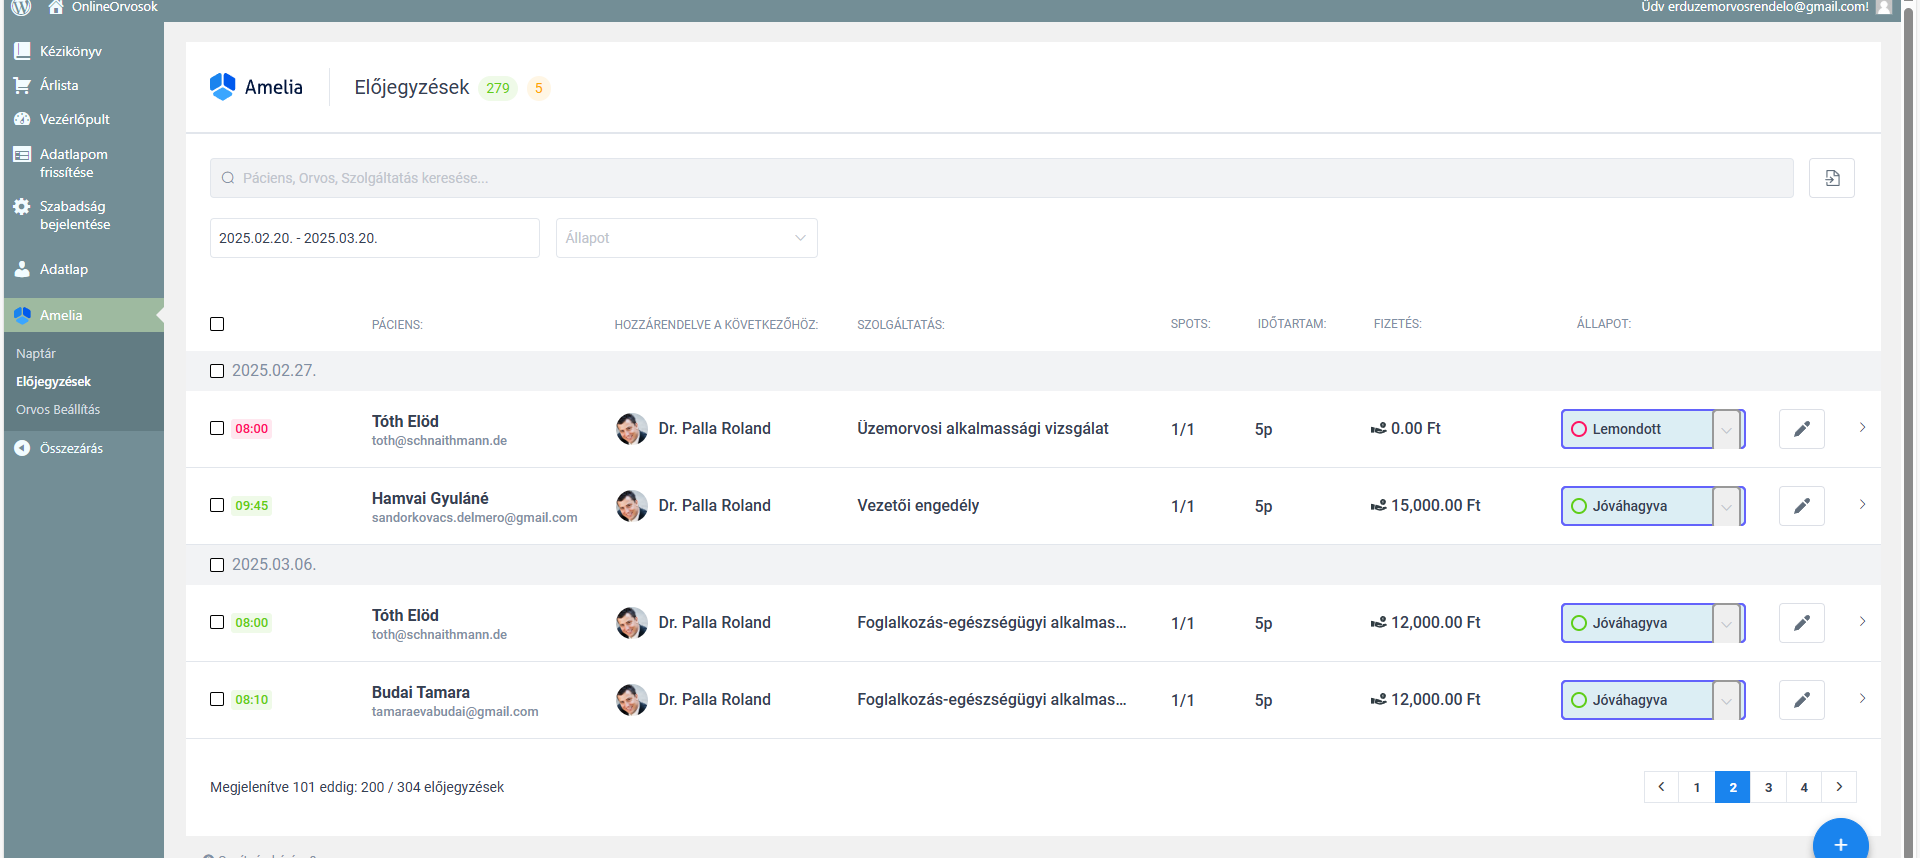 OnlineOrvosok
Üdv erduzemorvosrendelo@gmail.com!
Kézikönyv
Árlista
Vezérlőpult
Adatlapom
frissítése
Szabadság
bejelentése
Adatlap
Amelia
Naptár
Előjegyzések
Orvos Beállítás
Összezárás
Amelia
Előjegyzések 279 5
Páciens, Orvos, Szolgáltatás keresése...
2025.02.20. - 2025.03.20.
Állapot
PÁCIENS: HOZZÁRENDELVE A KÖVETKEZŐHÖZ: SZOLGÁLTATÁS: SPOTS: IDŐTARTAM: FIZETÉS: ÁLLAPOT:
2025.02.27.
08:00 Tóth Elöd Dr. Palla Roland Üzemorvosi alkalmassági vizsgálat 1/1 5p 0.00 Ft Lemondott
toth@schnaithmann.de
09:45 Hamvai Gyuláné Dr. Palla Roland Vezetői engedély 1/1 5p 15,000.00 Ft Jóváhagyva
sandorkovacs.delmero@gmail.com
2025.03.06.
08:00 Tóth Elöd Dr. Palla Roland Foglalkozás-egészségügyi alkalmas... 1/1 5p 12,000.00 Ft Jóváhagyva
toth@schnaithmann.de
08:10 Budai Tamara Dr. Palla Roland Foglalkozás-egészségügyi alkalmas... 1/1 5p 12,000.00 Ft Jóváhagyva
tamaraevabudai@gmail.com
Megjelenítve 101 eddig: 200 / 304 előjegyzések
1 2 3 4